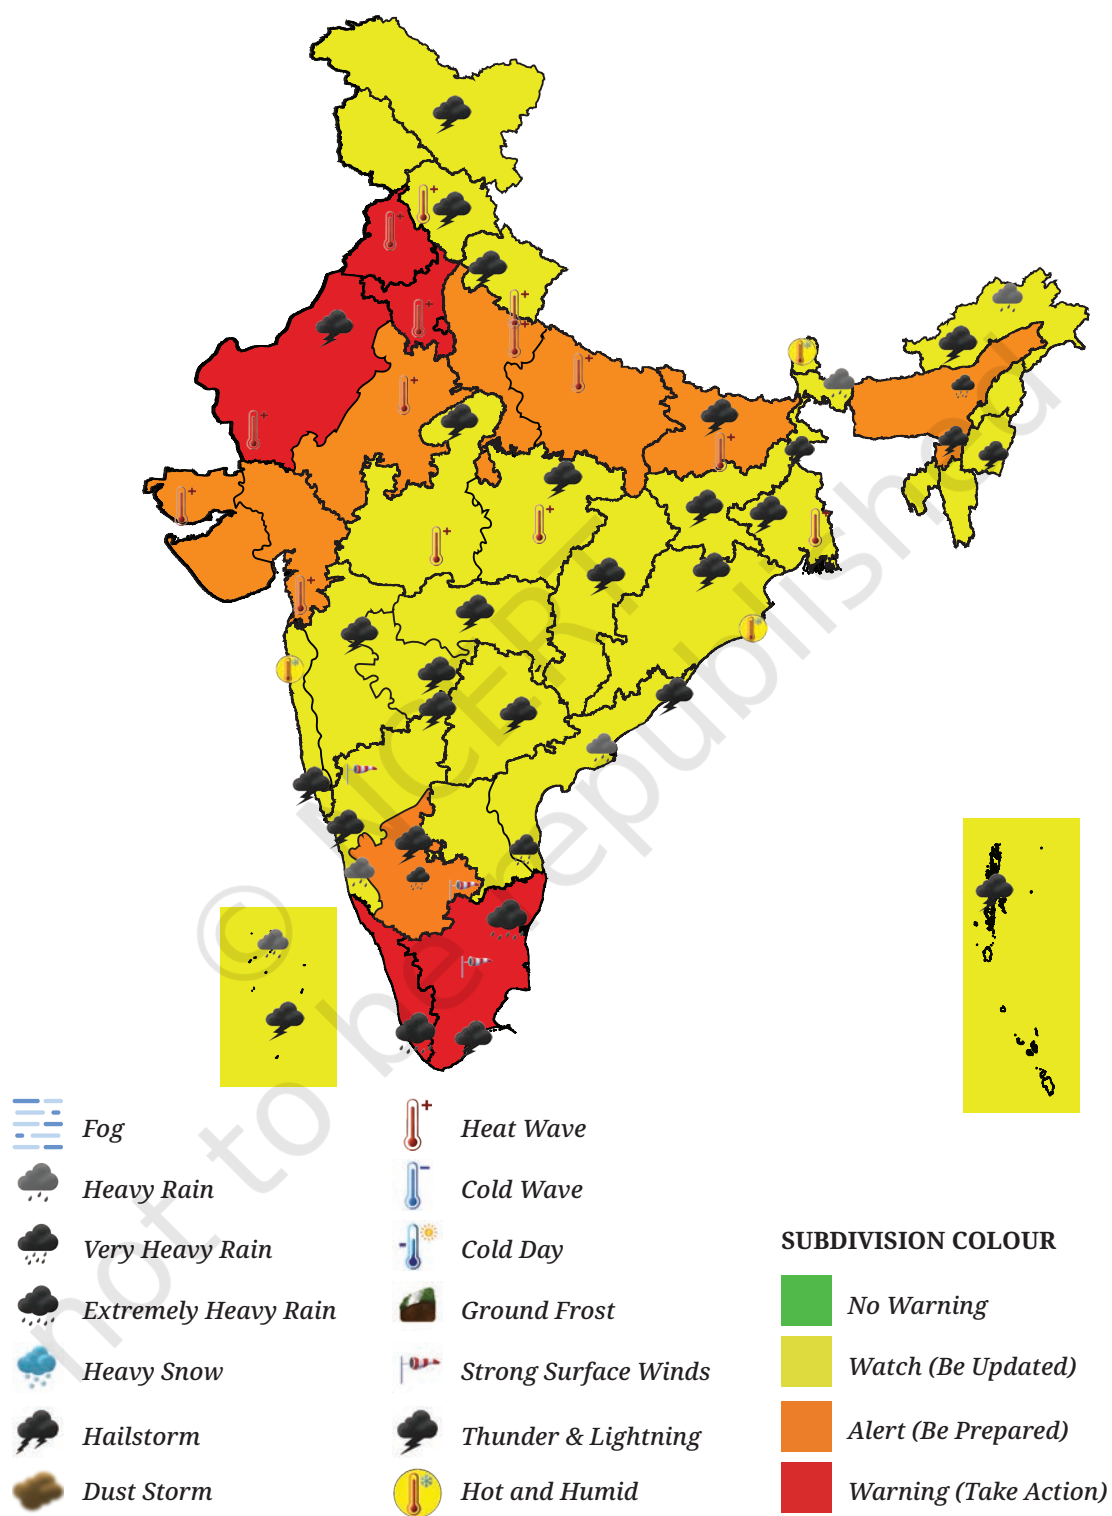 © NCERT
not to be republished
Fog
Heavy Rain
Very Heavy Rain
Extremely Heavy Rain
Heavy Snow
Hailstorm
Dust Storm
Heat Wave
Cold Wave
Cold Day
Ground Frost
Strong Surface Winds
Thunder & Lightning
Hot and Humid
SUBDIVISION COLOUR
No Warning
Watch (Be Updated)
Alert (Be Prepared)
Warning (Take Action)